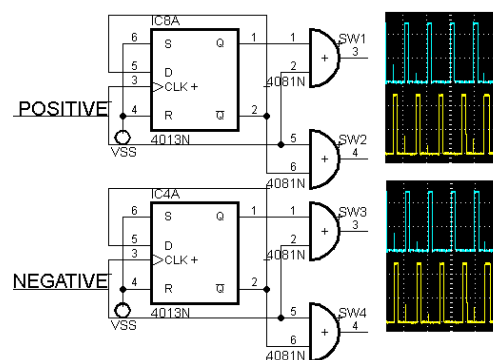 IC8A
6 S Q 1 1 SW1
3
5 D 2
3 CLK + 4081N
POSITIVE
4 R Q 2 5 SW2
4
VSS 4013N 6
4081N
IC4A
6 S Q 1 1 SW3
3
5 D 2
3 CLK + 4081N
NEGATIVE
4 R Q 2 5 SW4
4
VSS 4013N 6
4081N